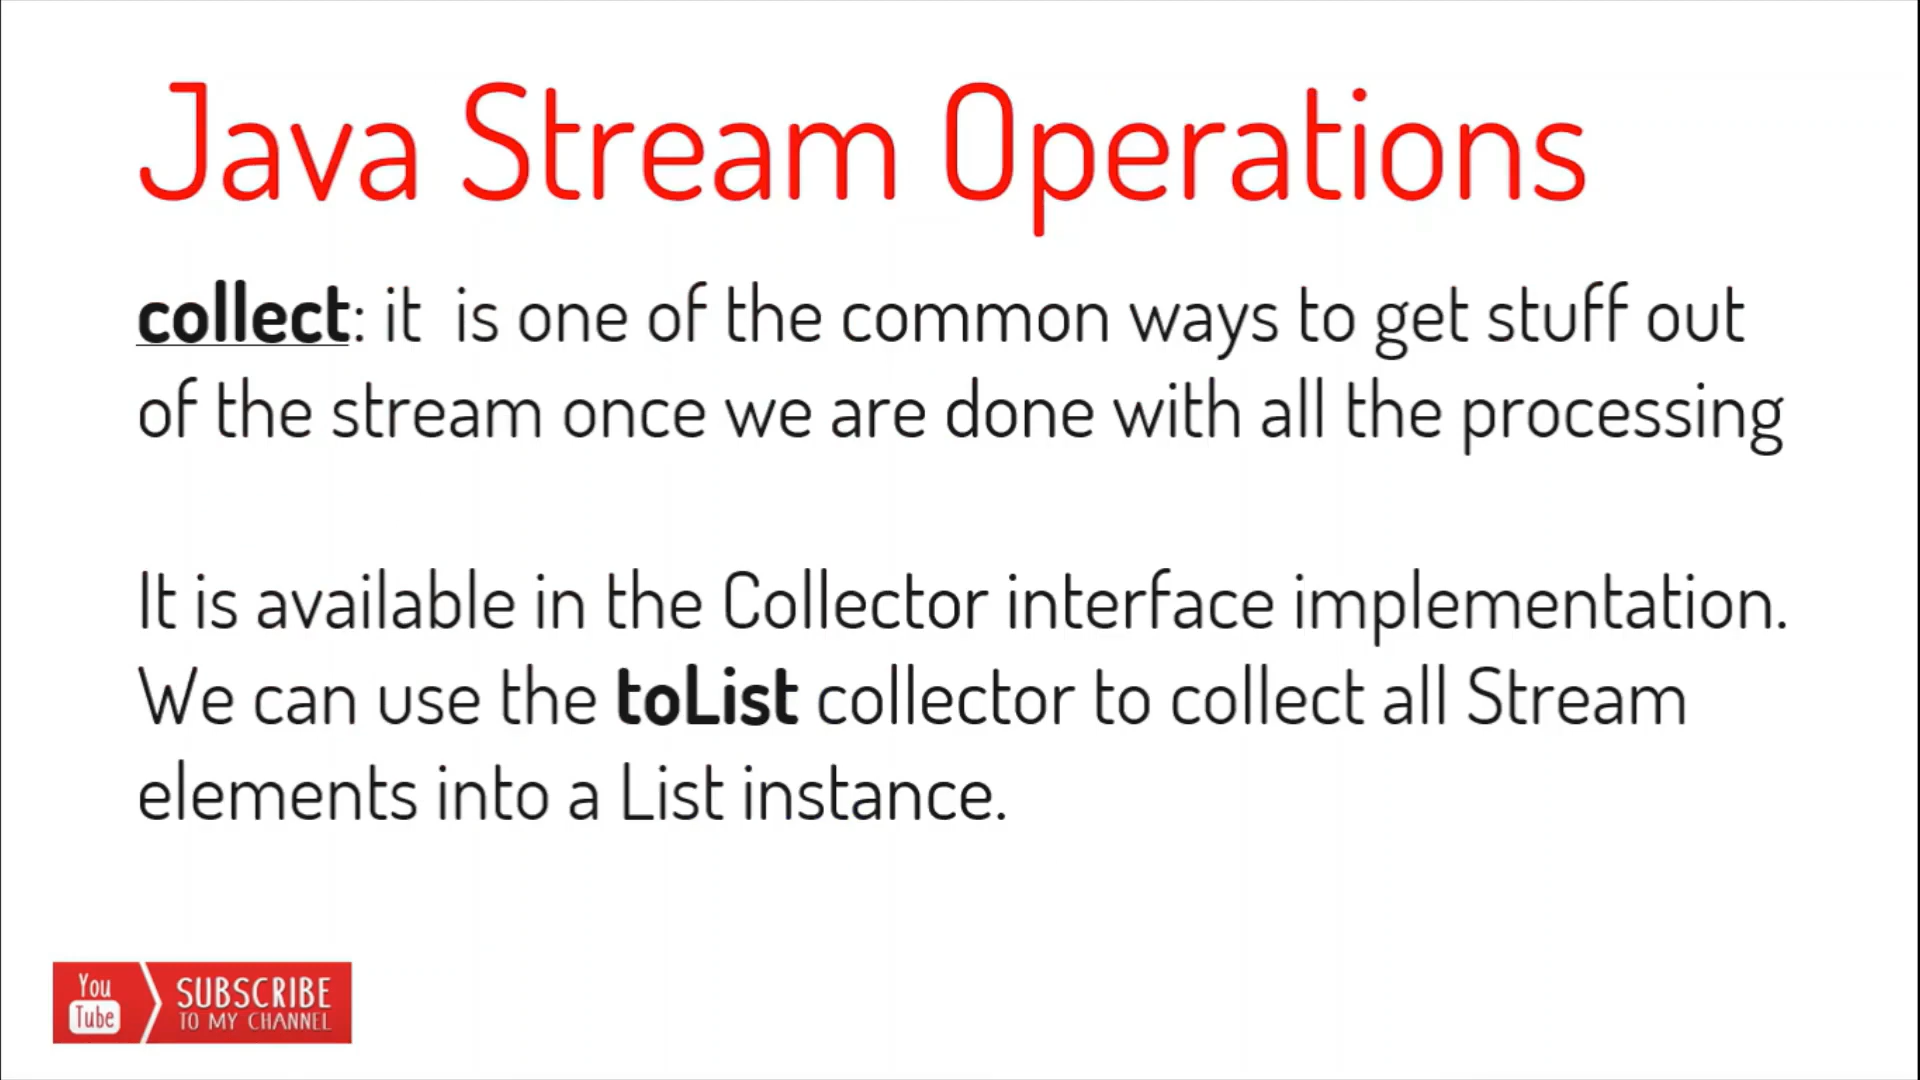 Java Stream Operations
collect: it is one of the common ways to get stuff out
of the stream once we are done with all the processing
It is available in the Collector interface implementation.
We can use the toList collector to collect all Stream
elements into a List instance.
You
Tube
SUBSCRIBE
TO MY CHANNEL